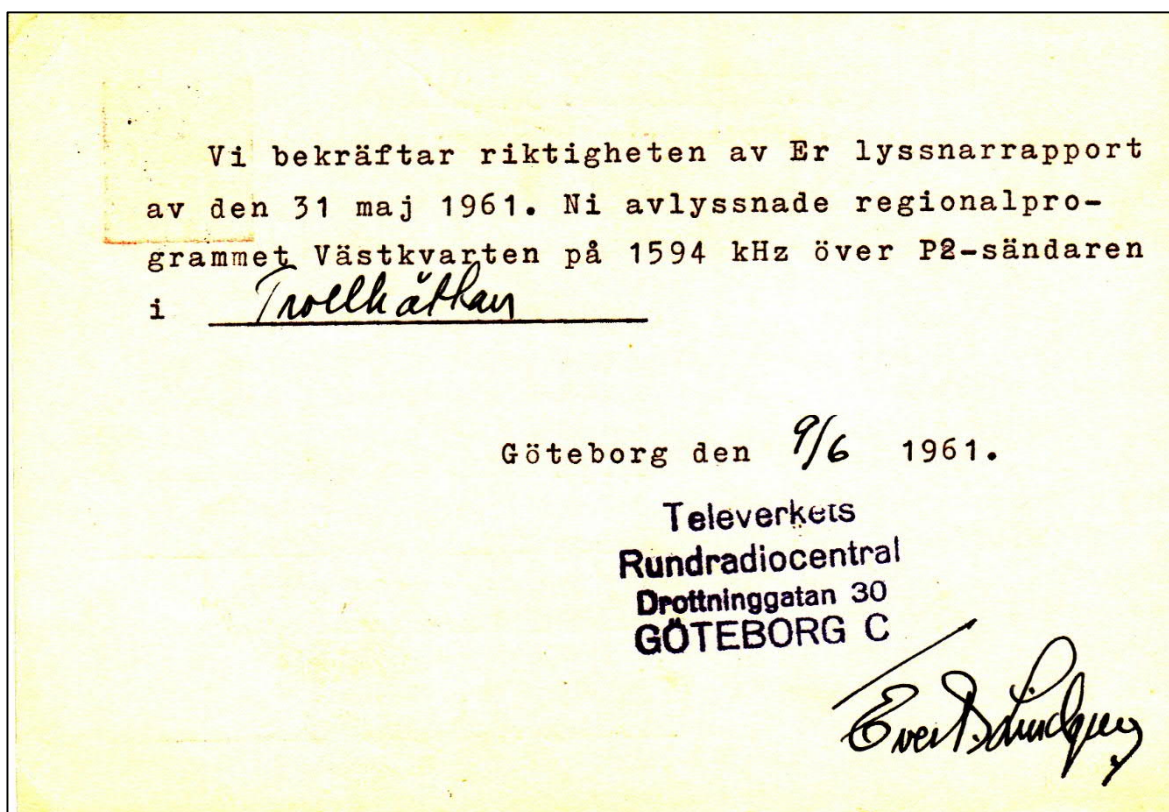 Vi bekräftar riktigheten av Er lyssnarrapport
av den 31 maj 1961. Ni avlyssnade regionalpro-
grammet Västkvarten på 1594 kHz över P2-sändaren
i Trollhättan
Göteborg den 9/6 1961.
Televerkets
Rundradiocentral
Drottninggatan 30
GÖTEBORG C
Evert